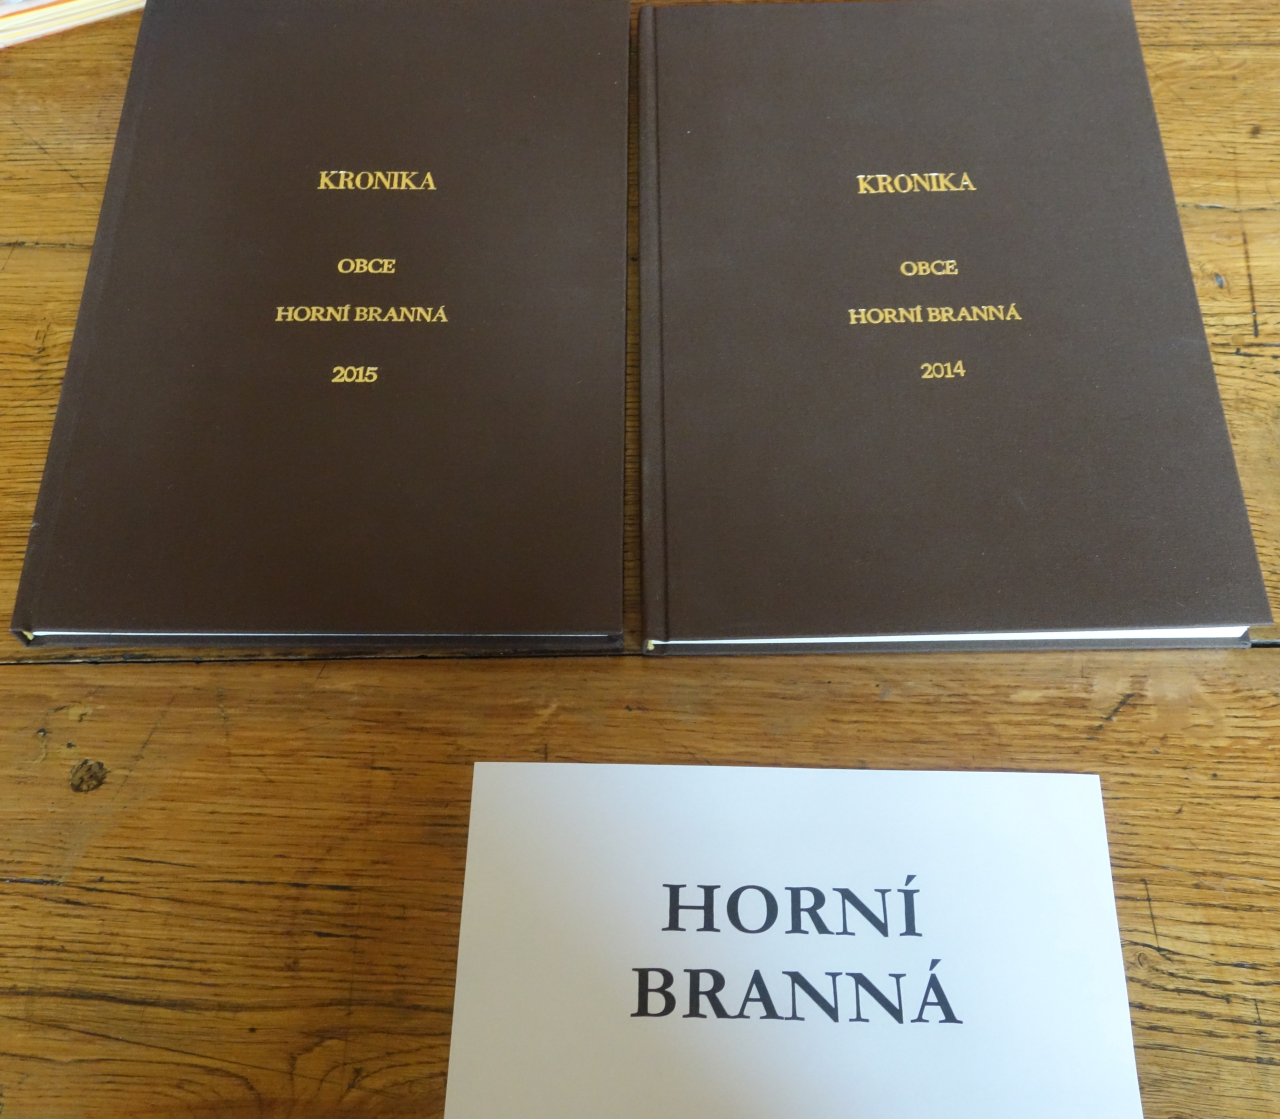 KRONIKA
OBCE
HORNÍ BRANNÁ
2015
KRONIKA
OBCE
HORNÍ BRANNÁ
2014
HORNÍ
BRANNÁ